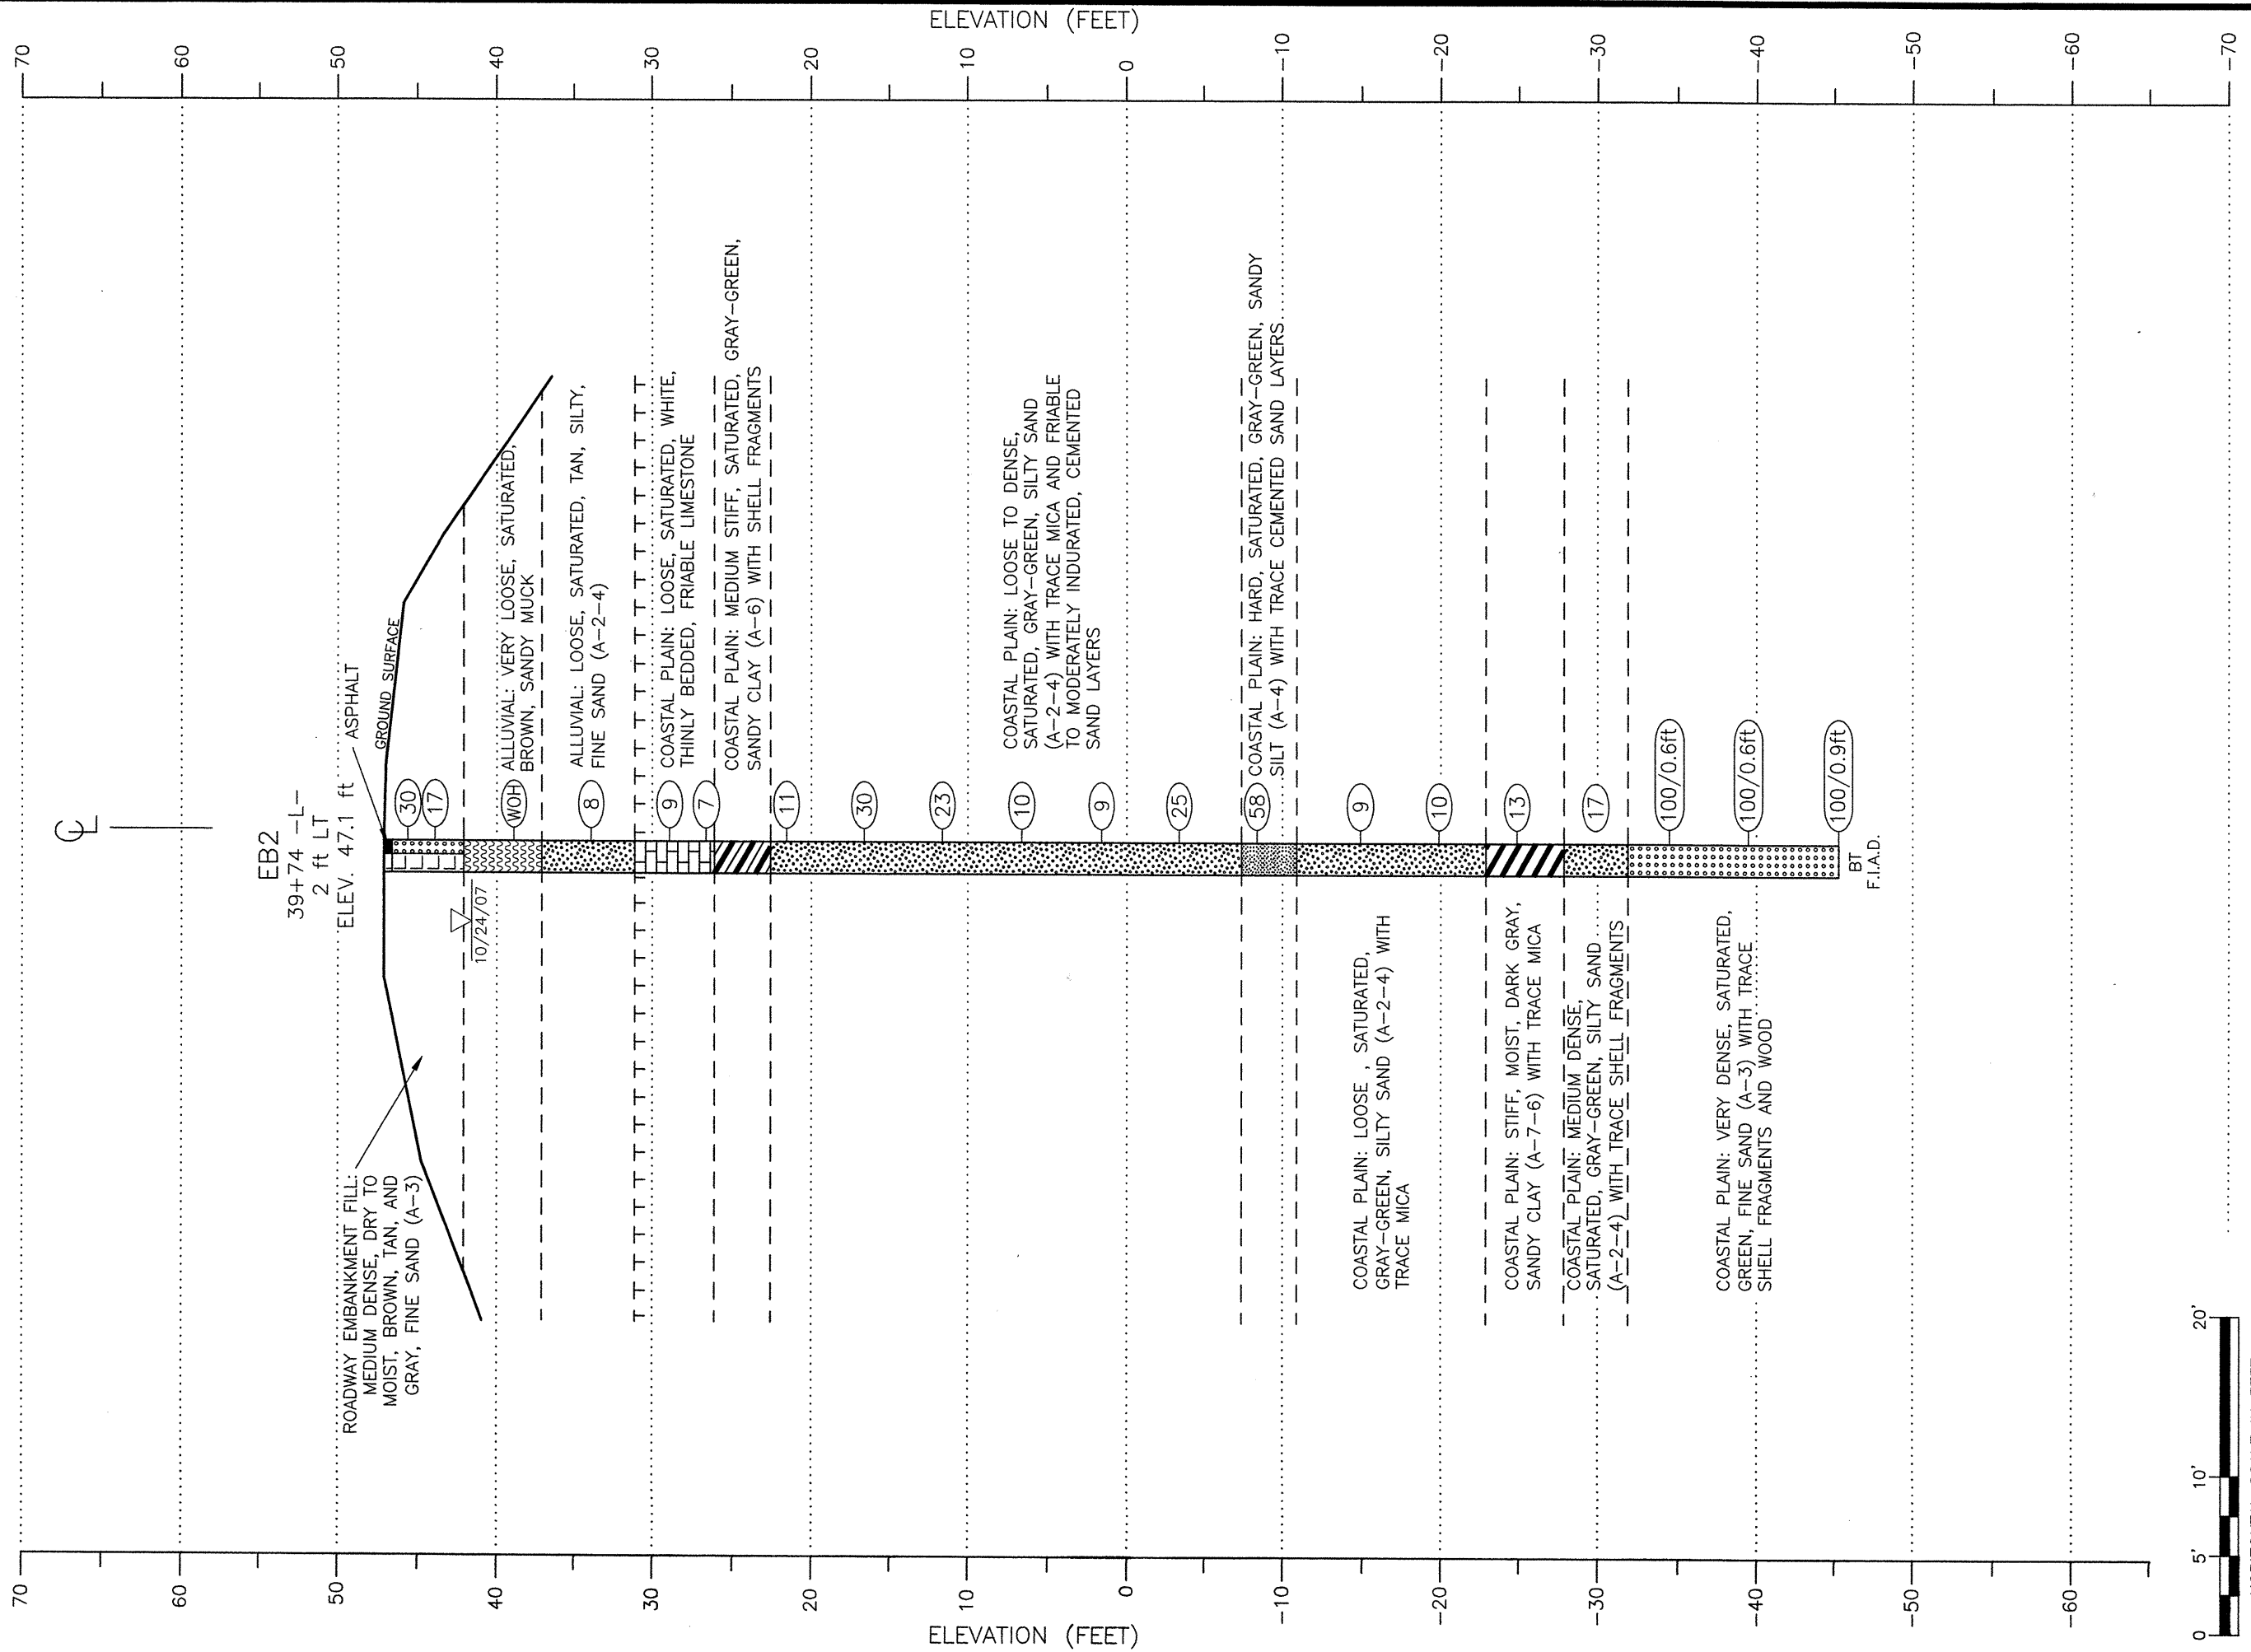 ELEVATION (FEET)
70
60
50
40
30
20
10
0
-10
-20
-30
-40
-50
-60
-70
℄
EB2
39+74 -L-
2 ft LT
ELEV. 47.1 ft
ASPHALT
GROUND SURFACE
ROADWAY EMBANKMENT FILL:
MEDIUM DENSE, DRY TO
MOIST, BROWN, TAN, AND
GRAY, FINE SAND (A-3)
10/24/07
30
17
WOH
ALLUVIAL: VERY LOOSE, SATURATED,
BROWN, SANDY MUCK
8
ALLUVIAL: LOOSE, SATURATED, TAN, SILTY,
FINE SAND (A-2-4)
9
COASTAL PLAIN: LOOSE, SATURATED, WHITE,
THINLY BEDDED, FRIABLE LIMESTONE
7
COASTAL PLAIN: MEDIUM STIFF, SATURATED, GRAY-GREEN,
SANDY CLAY (A-6) WITH SHELL FRAGMENTS
11
30
23
10
9
25
COASTAL PLAIN: LOOSE TO DENSE,
SATURATED, GRAY-GREEN, SILTY SAND
(A-2-4) WITH TRACE MICA AND FRIABLE
TO MODERATELY INDURATED, CEMENTED
SAND LAYERS
58
COASTAL PLAIN: HARD, SATURATED, GRAY-GREEN, SANDY
SILT (A-4) WITH TRACE CEMENTED SAND LAYERS
9
10
COASTAL PLAIN: LOOSE , SATURATED,
GRAY-GREEN, SILTY SAND (A-2-4) WITH
TRACE MICA
13
COASTAL PLAIN: STIFF, MOIST, DARK GRAY,
SANDY CLAY (A-7-6) WITH TRACE MICA
17
COASTAL PLAIN: MEDIUM DENSE,
SATURATED, GRAY-GREEN, SILTY SAND
(A-2-4) WITH TRACE SHELL FRAGMENTS
100/0.6ft
100/0.6ft
100/0.9ft
COASTAL PLAIN: VERY DENSE, SATURATED,
GREEN, FINE SAND (A-3) WITH TRACE
SHELL FRAGMENTS AND WOOD
BT
F.I.A.D.
70
60
50
40
30
20
10
0
-10
-20
-30
-40
-50
-60
ELEVATION (FEET)
0 5' 10' 20'